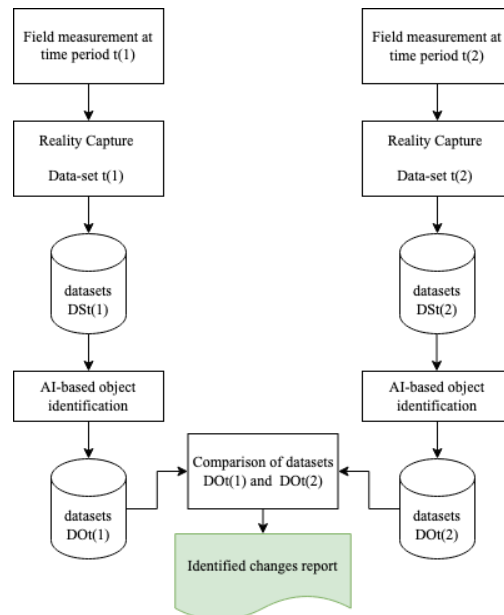 Field measurement at
time period t(1)
Reality Capture
Data-set t(1)
datasets
DSt(1)
AI-based object
identification
datasets
DOt(1)
Field measurement at
time period t(2)
Reality Capture
Data-set t(2)
datasets
DSt(2)
AI-based object
identification
datasets
DOt(2)
Comparison of datasets
DOt(1) and DOt(2)
Identified changes report